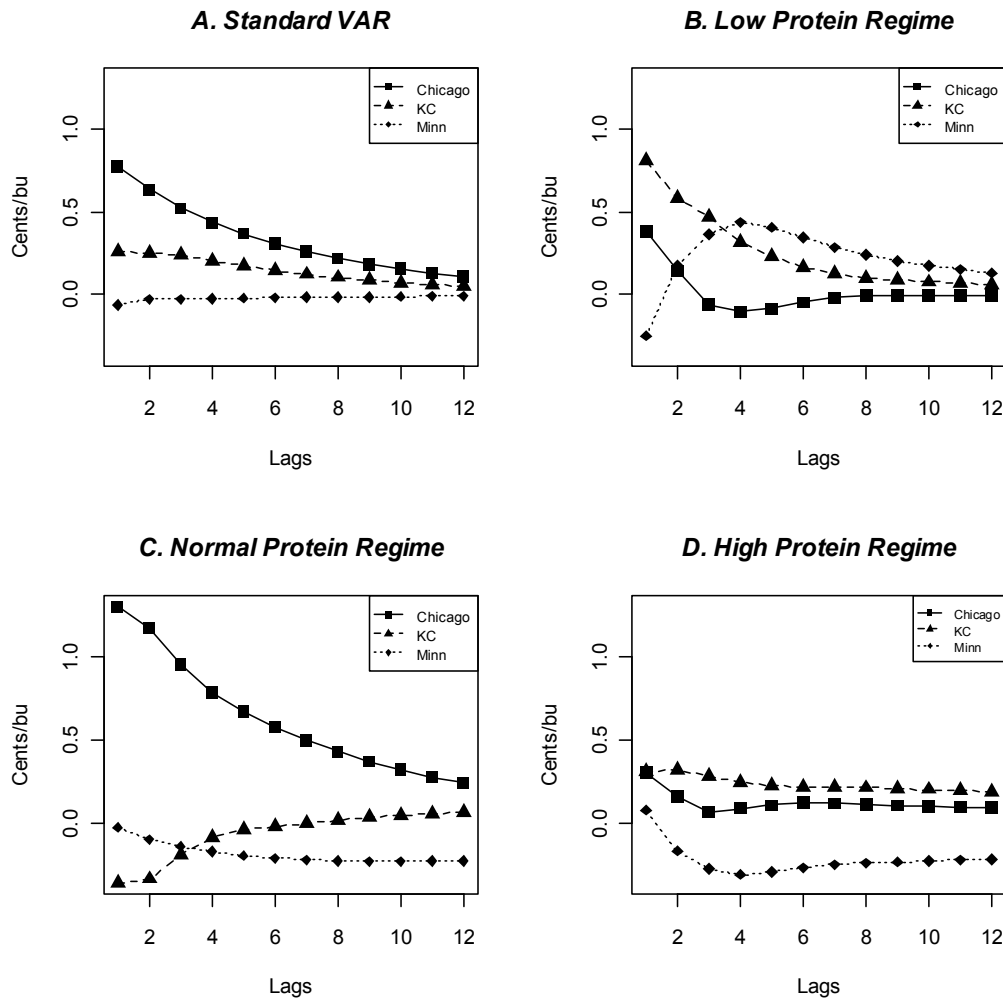 A. Standard VAR
Cents/bu
1.0
0.5
0.0
Chicago
KC
Minn
2 4 6 8 10 12
Lags
B. Low Protein Regime
Cents/bu
1.0
0.5
0.0
Chicago
KC
Minn
2 4 6 8 10 12
Lags
C. Normal Protein Regime
Cents/bu
1.0
0.5
0.0
Chicago
KC
Minn
2 4 6 8 10 12
Lags
D. High Protein Regime
Cents/bu
1.0
0.5
0.0
Chicago
KC
Minn
2 4 6 8 10 12
Lags